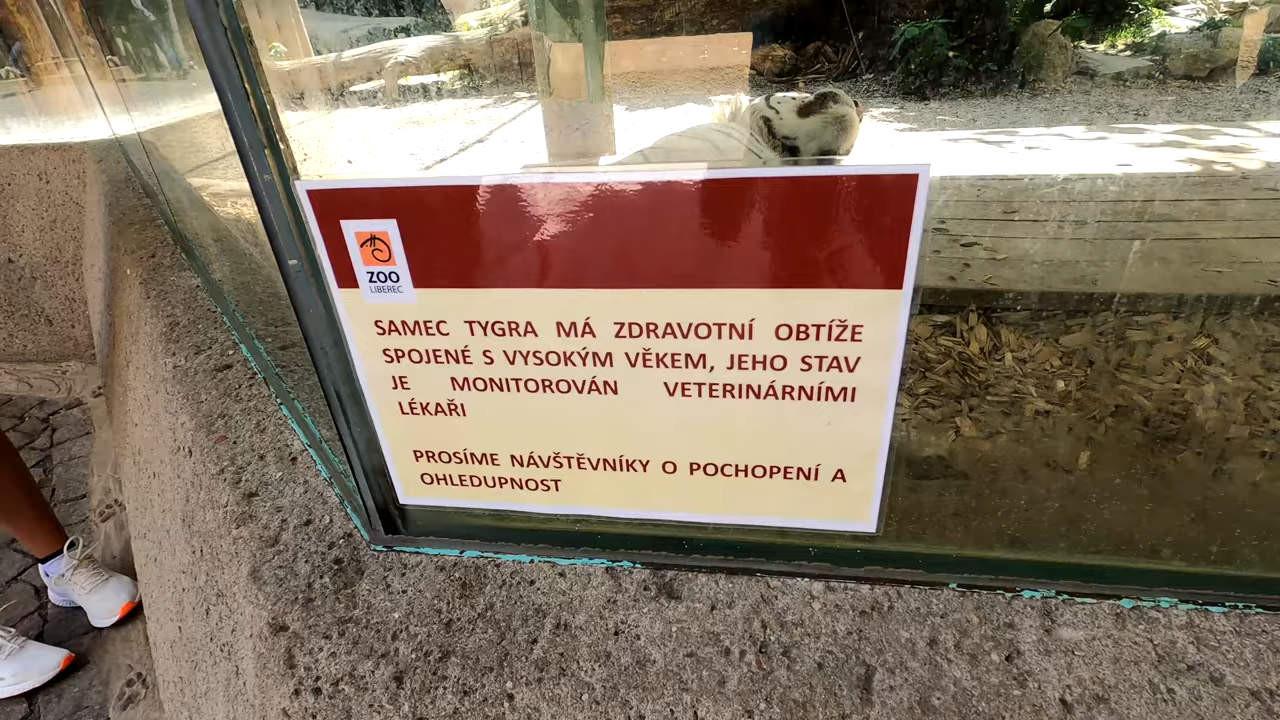 ZOO
LIBEREC
SAMEC TYGRA MÁ ZDRAVOTNÍ OBTÍŽE
SPOJENÉ S VYSOKÝM VĚKEM, JEHO STAV
JE MONITOROVÁN VETERINÁRNÍMI
LÉKAŘI
PROSÍME NÁVŠTĚVNÍKY O POCHOPENÍ A
OHLEDUPNOST